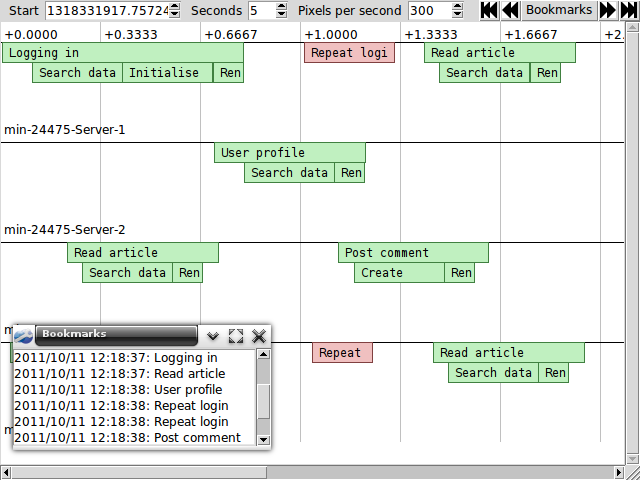 Start 1318331917.75724 Seconds 5 Pixels per second 300 Bookmarks
+0.0000 +0.3333 +0.6667 +1.0000 +1.3333 +1.6667 +2.
Logging in Repeat logi Read article
Search data Initialise Ren Search data Ren
min-24475-Server-1
User profile
Search data Ren
min-24475-Server-2
Read article Post comment
Search data Ren Create Ren
Bookmarks
Repeat Read article
Search data Ren
2011/10/11 12:18:37: Logging in
2011/10/11 12:18:37: Read article
2011/10/11 12:18:38: User profile
2011/10/11 12:18:38: Repeat login
2011/10/11 12:18:38: Repeat login
2011/10/11 12:18:38: Post comment